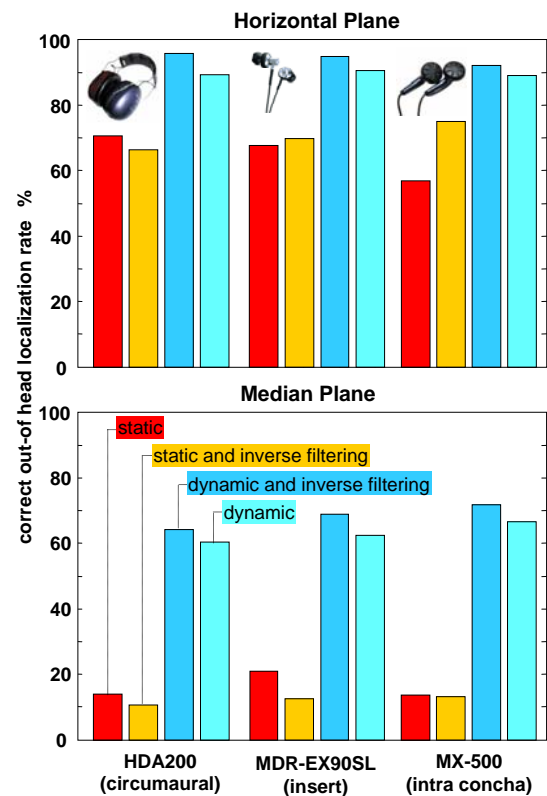 Horizontal Plane
100
80
60
40
20
0
correct out-of head localization rate %
Median Plane
100
static
static and inverse filtering
80
dynamic and inverse filtering
dynamic
60
40
20
0
HDA200 MDR-EX90SL MX-500
(circumaural) (insert) (intra concha)